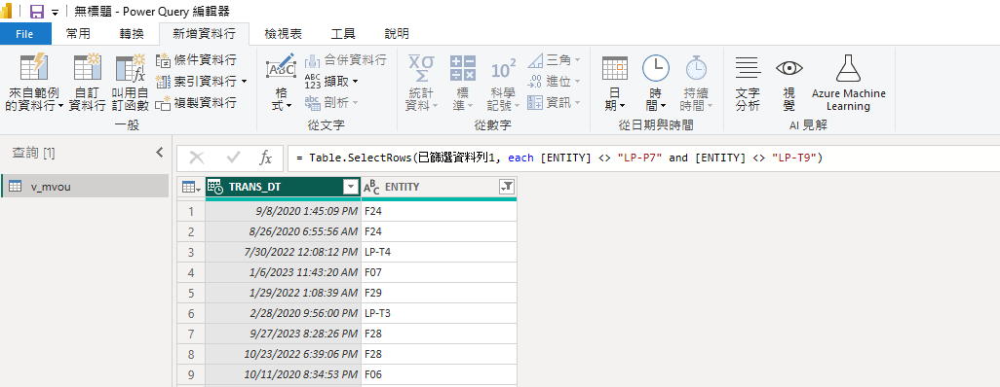 無標題 - Power Query 編輯器
File 常用 轉換 新增資料行 檢視表 工具 說明
來自範例的資料行 自訂資料行 叫用自訂函數 條件資料行 索引資料行 複製資料行 一般
格式 合併資料行 ABC 123 擷取 abc 剖析 從文字
統計資料 標準 10² 科學記號 三角 .00 進位 資訊 從數字
日期 時間 持續時間 從日期與時間
文字分析 視覺 Azure Machine Learning AI 見解
查詢 [1]
v_mvou
fx = Table.SelectRows(已篩選資料列1, each [ENTITY] <> "LP-P7" and [ENTITY] <> "LP-T9")
TRANS_DT ABC ENTITY
1 9/8/2020 1:45:09 PM F24
2 8/26/2020 6:55:56 AM F24
3 7/30/2022 12:08:12 PM LP-T4
4 1/6/2023 11:43:20 AM F07
5 1/29/2022 1:08:39 AM F29
6 2/28/2020 9:56:00 PM LP-T3
7 9/27/2023 8:28:26 PM F28
8 10/23/2022 6:39:06 PM F28
9 10/11/2020 8:34:53 PM F06